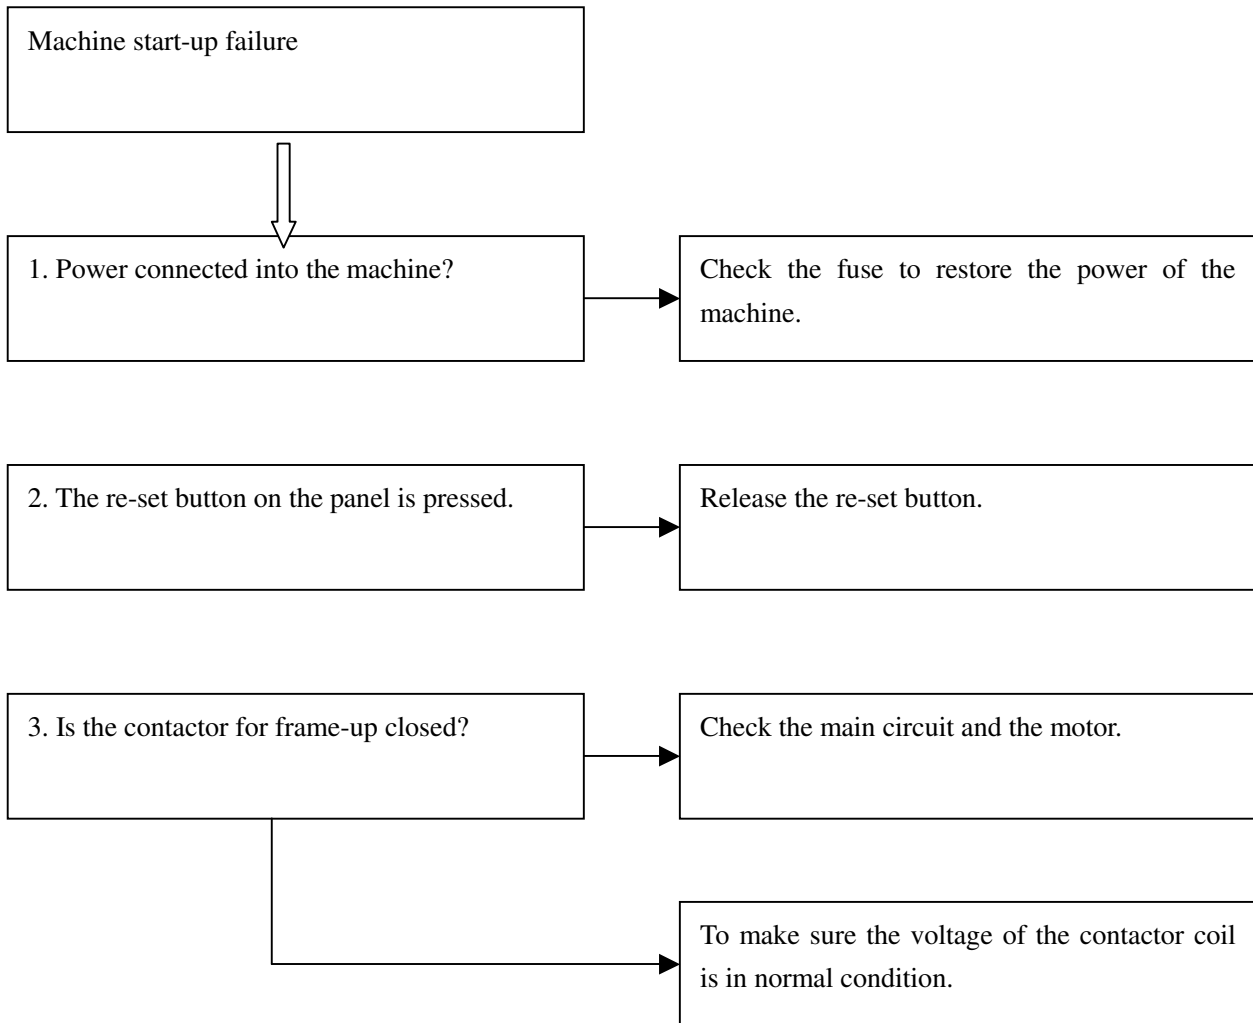 Machine start-up failure
1. Power connected into the machine?
Check the fuse to restore the power of the
machine.
2. The re-set button on the panel is pressed.
Release the re-set button.
3. Is the contactor for frame-up closed?
Check the main circuit and the motor.
To make sure the voltage of the contactor coil
is in normal condition.